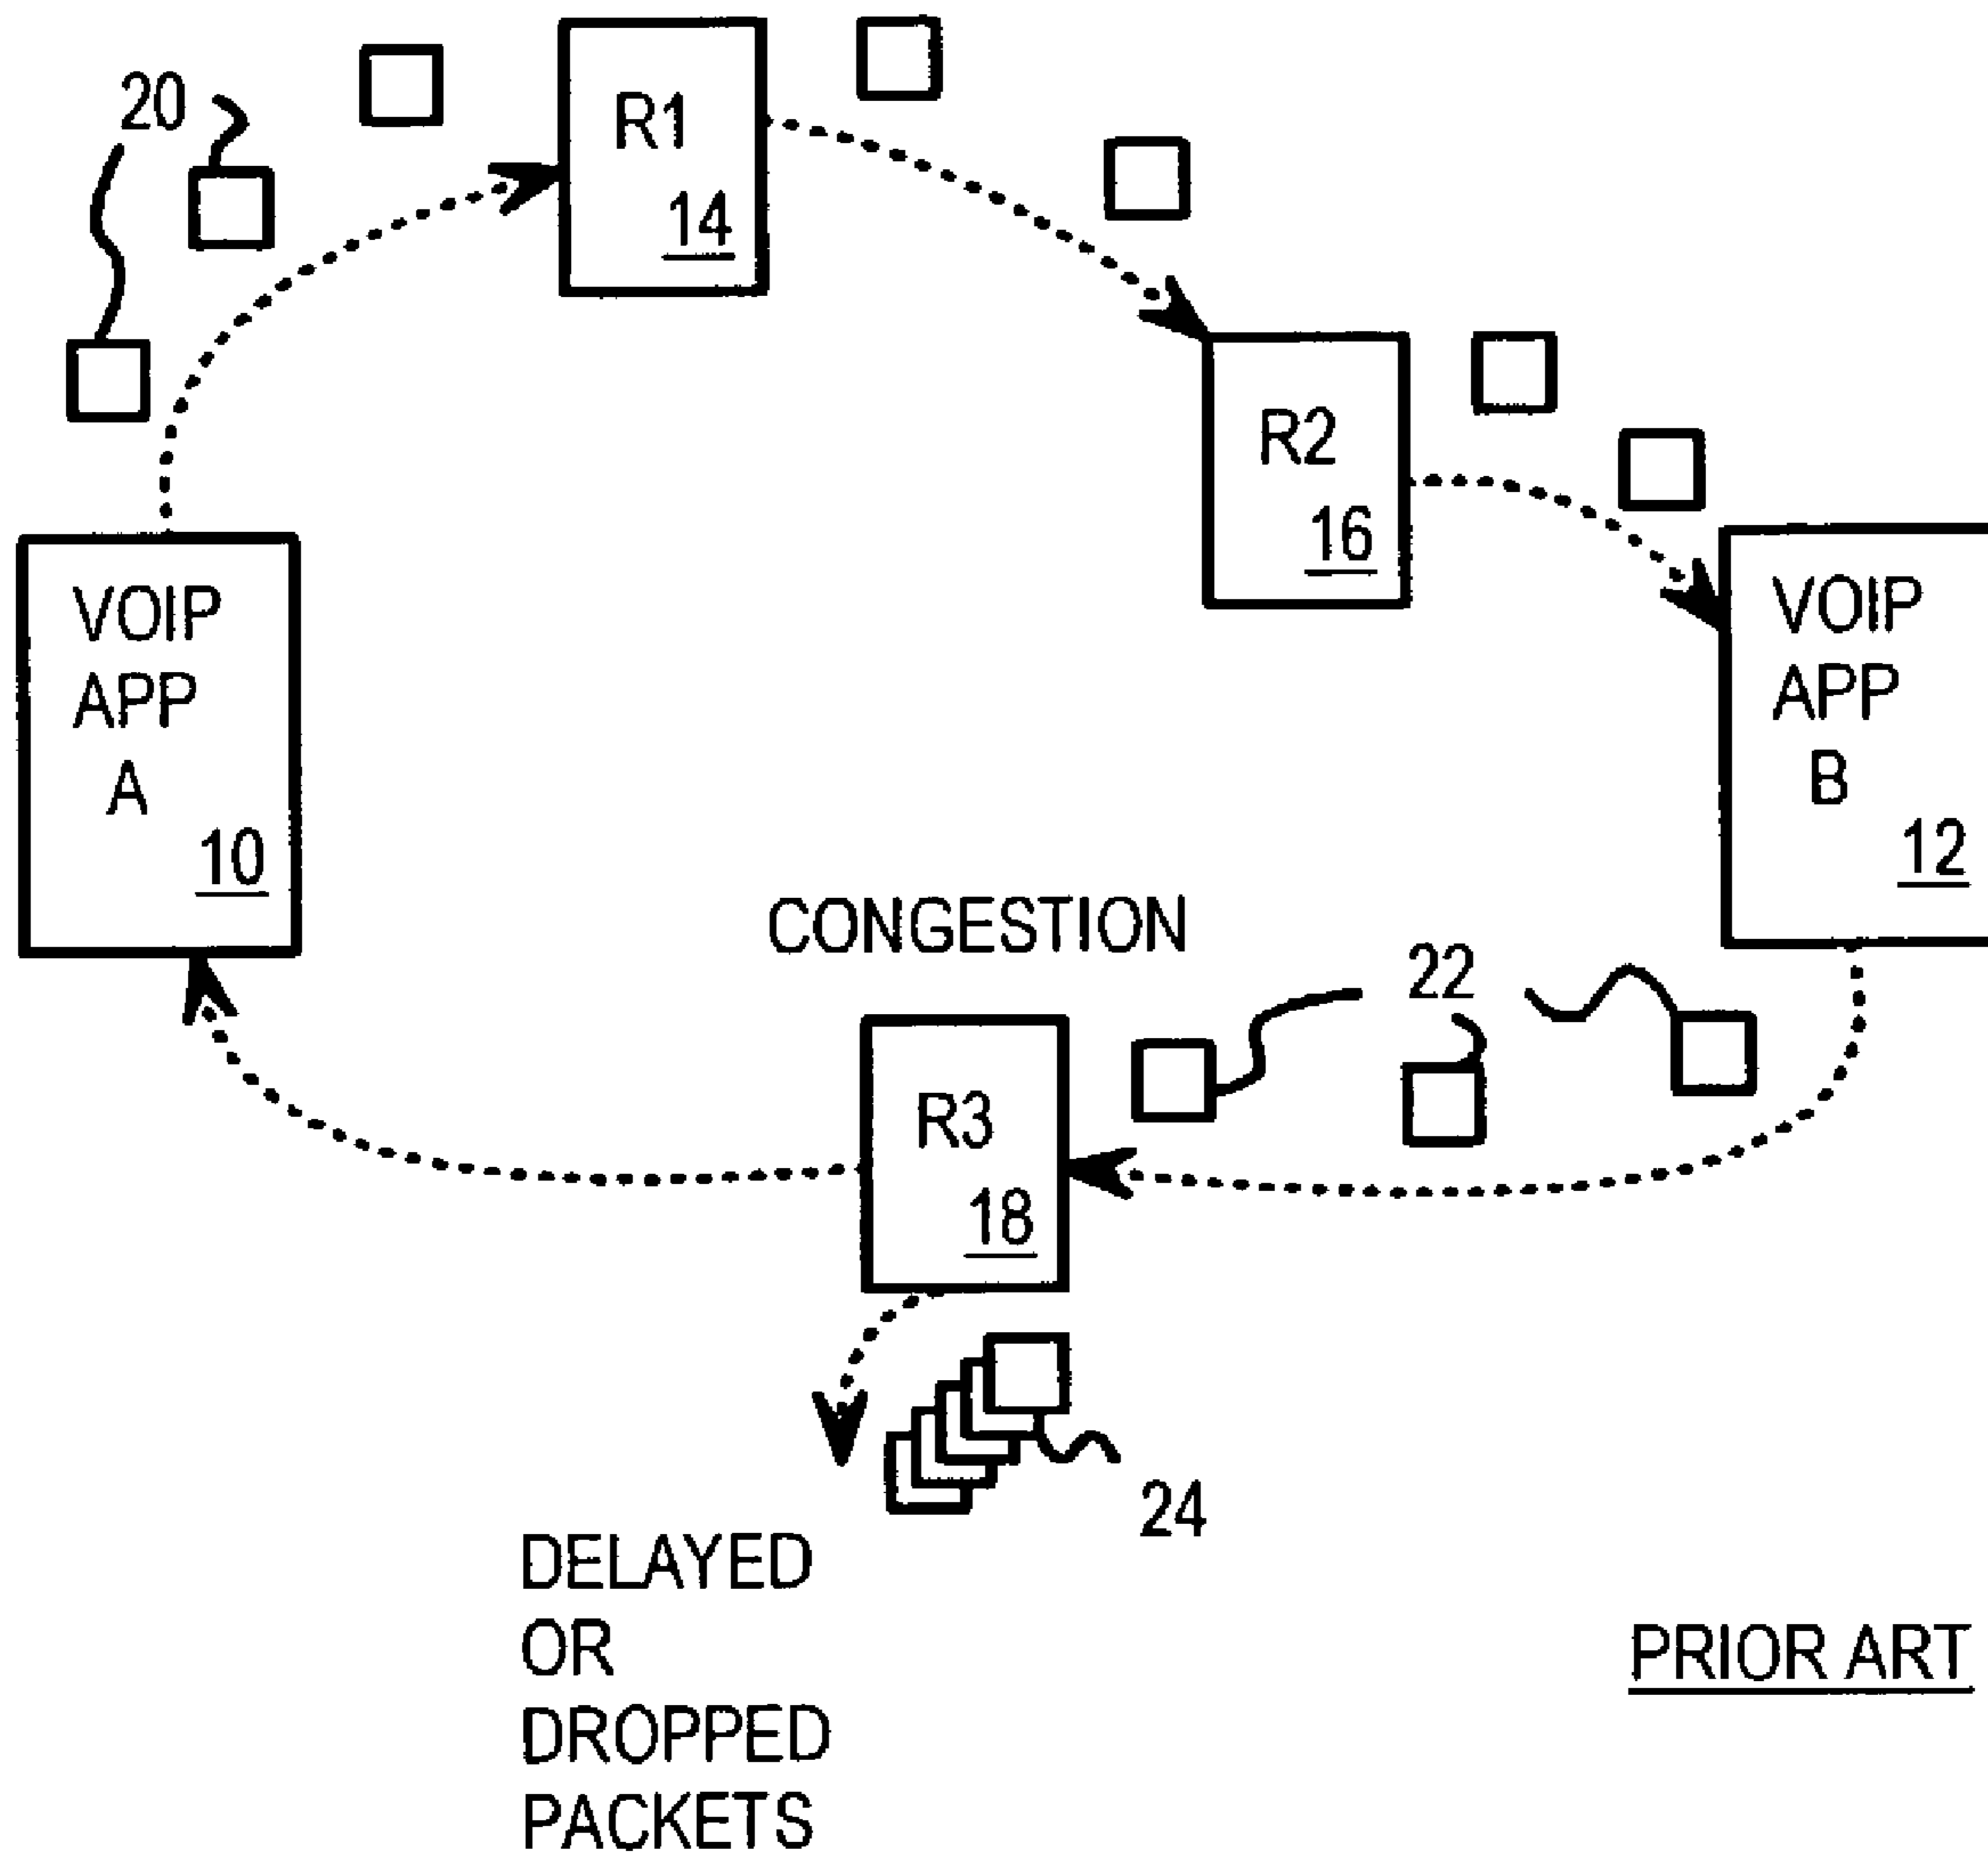 20
R1
14
R2
16
VOIP
APP
A
10
VOIP
APP
B
12
CONGESTION
22
R3
18
24
DELAYED
OR
DROPPED
PACKETS
PRIOR ART